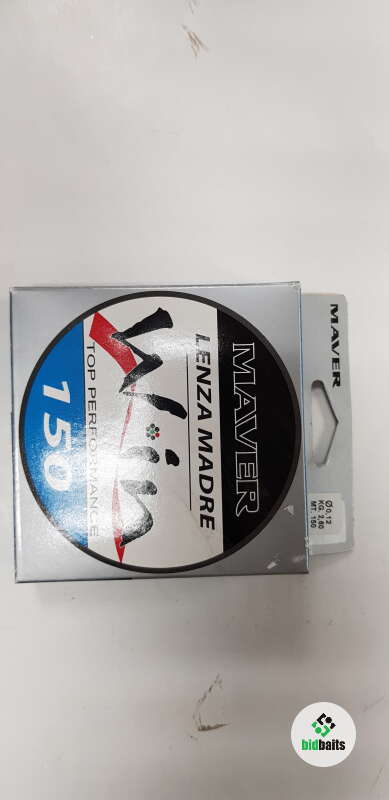 MAVER
LENZA MADRE
Win
TOP PERFORMANCE
150
MAVER
Ø 0,12
KG. 2,60
MT. 150
bidbaits